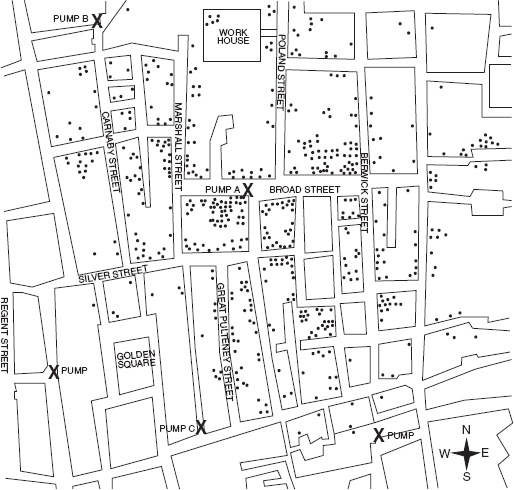 PUMP B
X
WORK
HOUSE
POLAND STREET
CARNABY STREET
MARSHALL STREET
BERWICK STREET
PUMP A X
BROAD STREET
SILVER STREET
REGENT STREET
GREAT PULTENEY STREET
GOLDEN
SQUARE
X PUMP
PUMP C X
X PUMP
N
W E
S